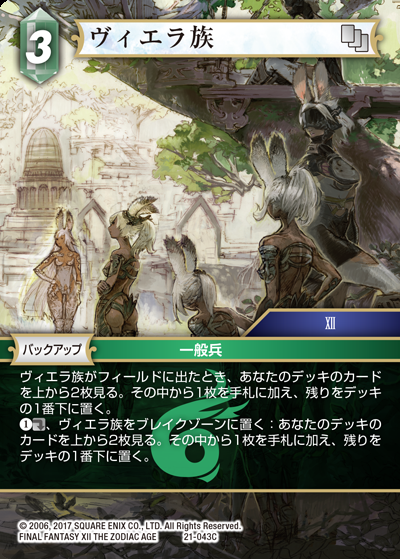 3
ヴィエラ族
XII
バックアップ
一般兵
ヴィエラ族がフィールドに出たとき、あなたのデッキのカード
を上から2枚見る。その中から1枚を手札に加え、残りをデッキ
の1番下に置く。
❶、ヴィエラ族をブレイクゾーンに置く：あなたのデッキの
カードを上から2枚見る。その中から1枚を手札に加え、残りを
デッキの1番下に置く。
© 2006, 2017 SQUARE ENIX CO., LTD. All Rights Reserved.
FINAL FANTASY XII THE ZODIAC AGE 21-043C